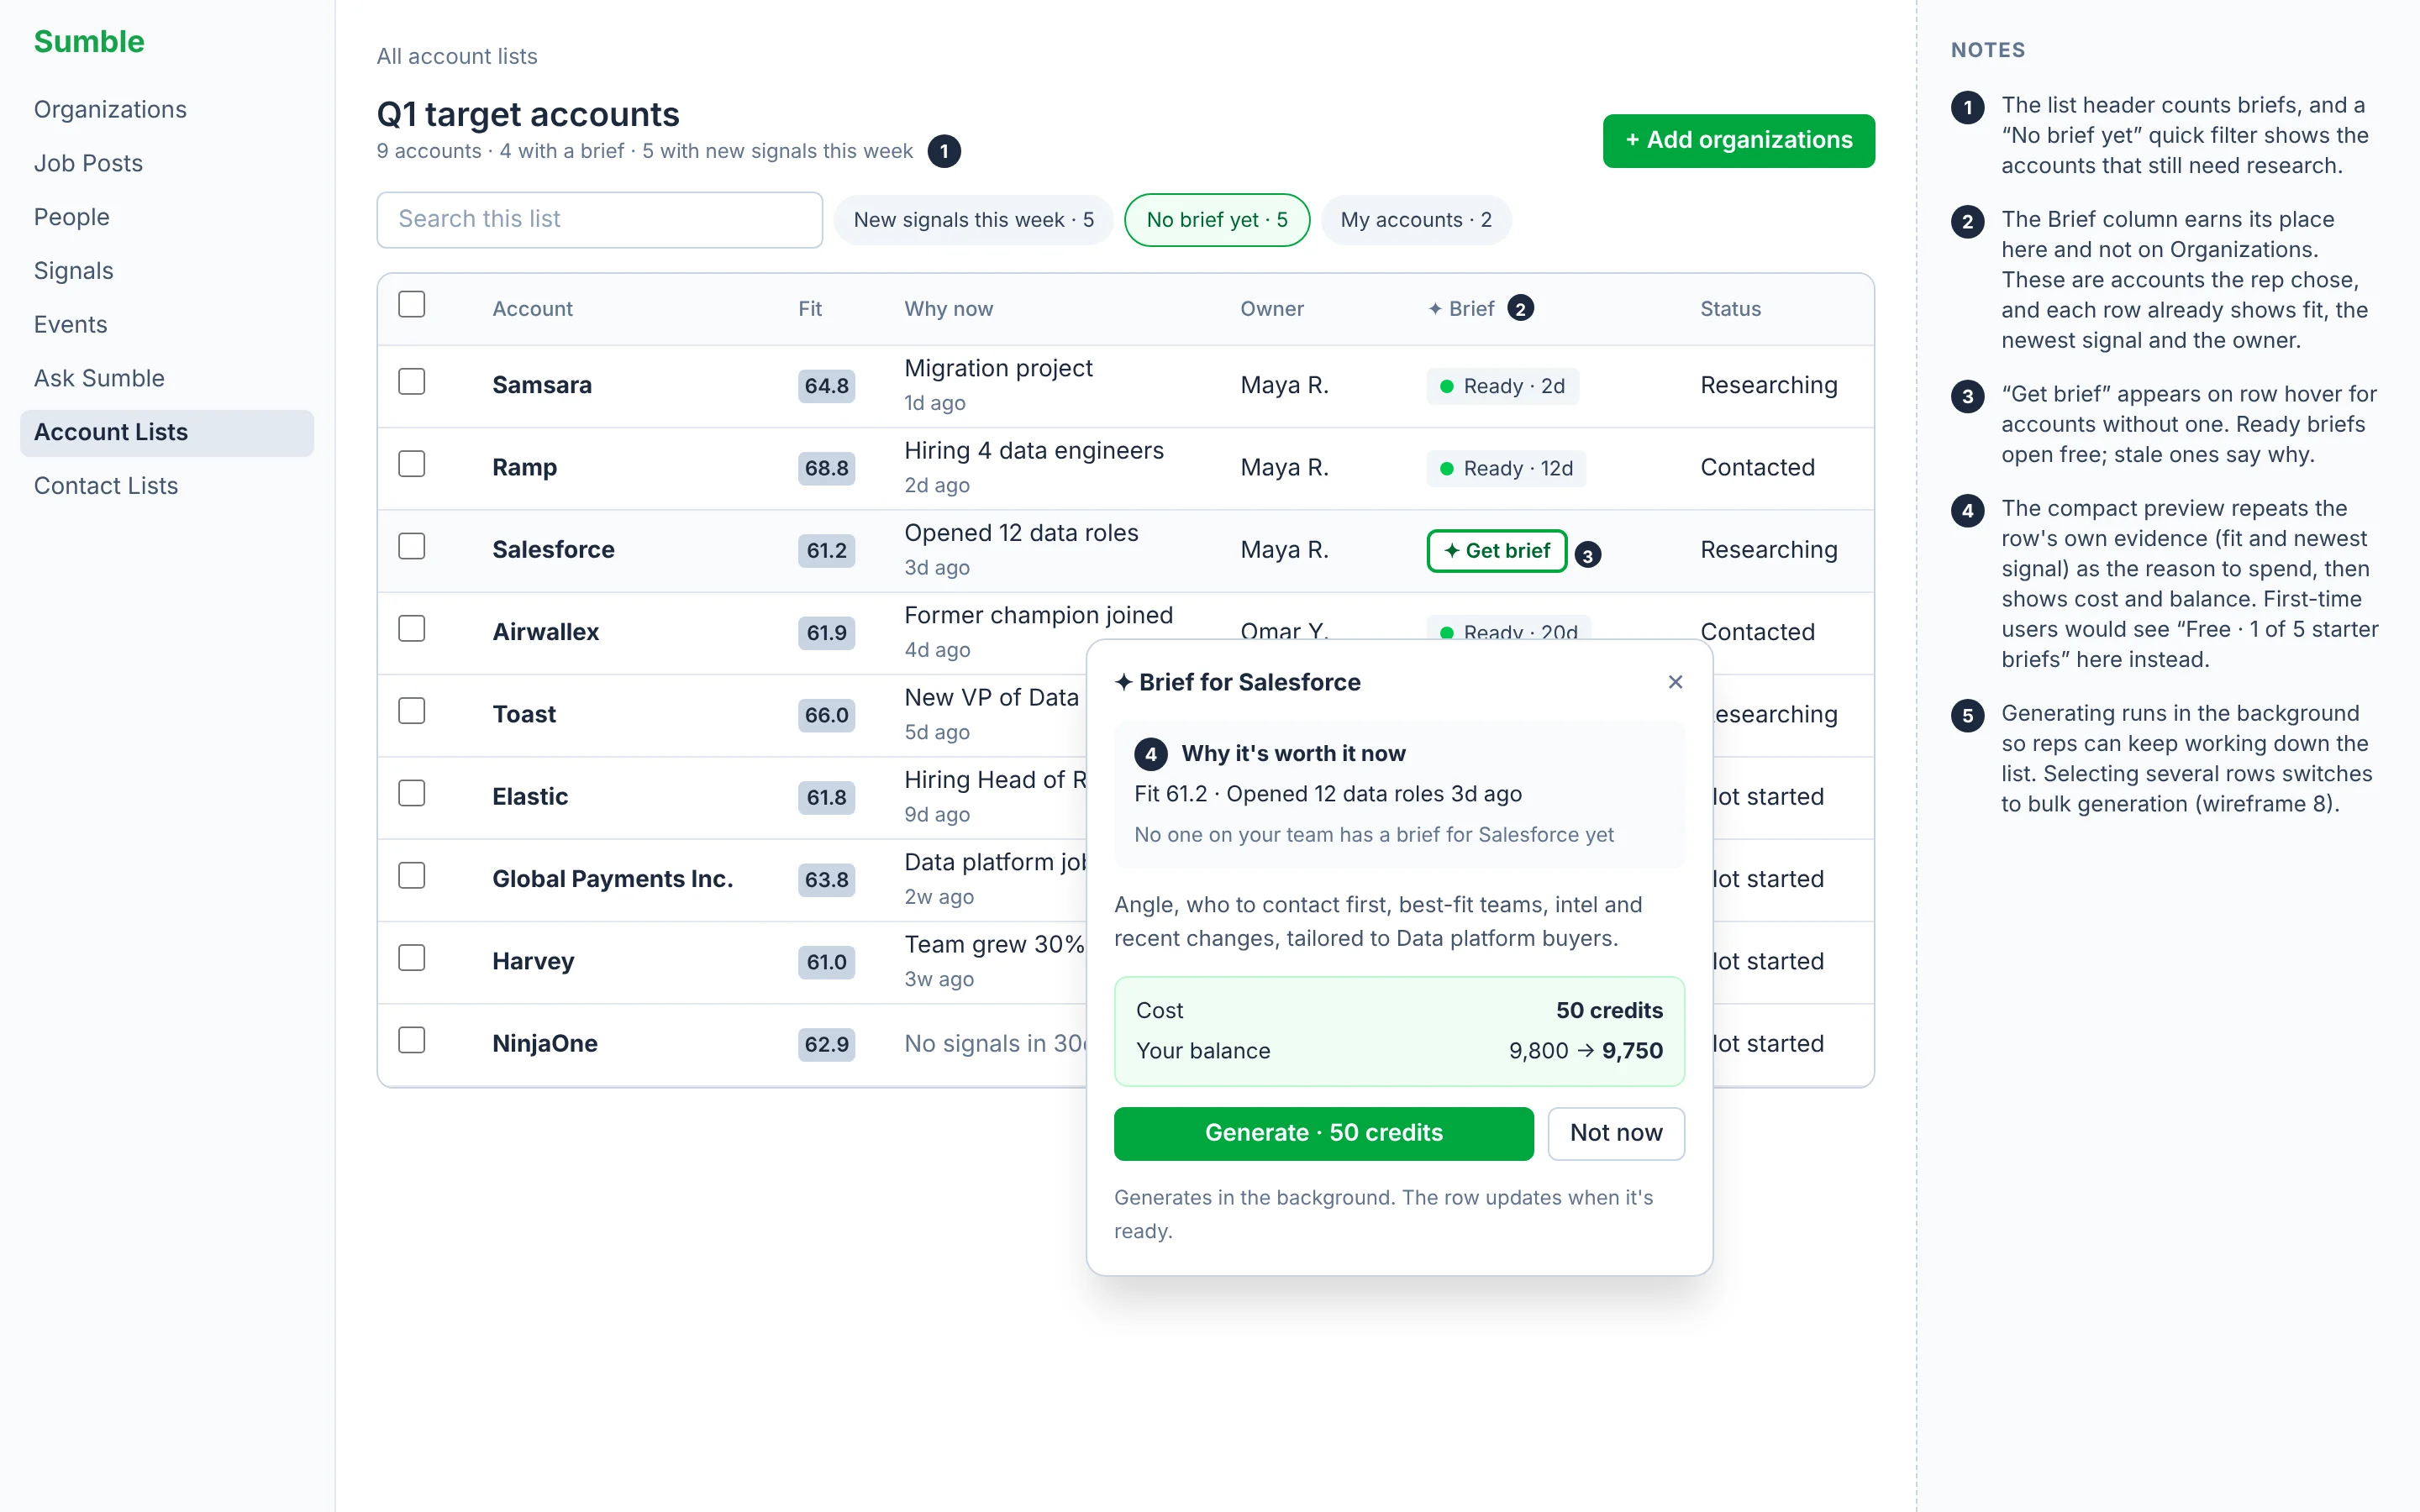 Sumble
Organizations
Job Posts
People
Signals
Events
Ask Sumble
Account Lists
Contact Lists
All account lists
Q1 target accounts
9 accounts · 4 with a brief · 5 with new signals this week 1
+ Add organizations
Search this list
New signals this week · 5
No brief yet · 5
My accounts · 2
Account Fit Why now Owner ✦ Brief 2 Status
Samsara 64.8 Migration project Maya R. Ready · 2d Researching
1d ago
Ramp 68.8 Hiring 4 data engineers Maya R. Ready · 12d Contacted
2d ago
Salesforce 61.2 Opened 12 data roles Maya R. ✦ Get brief 3 Researching
3d ago
Airwallex 61.9 Former champion joined Omar Y. Ready · 20d Contacted
4d ago
Toast 66.0 New VP of Data esearching
5d ago
Elastic 61.8 Hiring Head of R lot started
9d ago
Global Payments Inc. 63.8 Data platform job lot started
2w ago
Harvey 61.0 Team grew 30% lot started
3w ago
NinjaOne 62.9 No signals in 30d lot started
✦ Brief for Salesforce ✕
4 Why it's worth it now
Fit 61.2 · Opened 12 data roles 3d ago
No one on your team has a brief for Salesforce yet
Angle, who to contact first, best-fit teams, intel and
recent changes, tailored to Data platform buyers.
Cost 50 credits
Your balance 9,800 → 9,750
Generate · 50 credits
Not now
Generates in the background. The row updates when it's
ready.
NOTES
1 The list header counts briefs, and a
“No brief yet” quick filter shows the
accounts that still need research.
2 The Brief column earns its place
here and not on Organizations.
These are accounts the rep chose,
and each row already shows fit, the
newest signal and the owner.
3 “Get brief” appears on row hover for
accounts without one. Ready briefs
open free; stale ones say why.
4 The compact preview repeats the
row's own evidence (fit and newest
signal) as the reason to spend, then
shows cost and balance. First-time
users would see “Free · 1 of 5 starter
briefs” here instead.
5 Generating runs in the background
so reps can keep working down the
list. Selecting several rows switches
to bulk generation (wireframe 8).